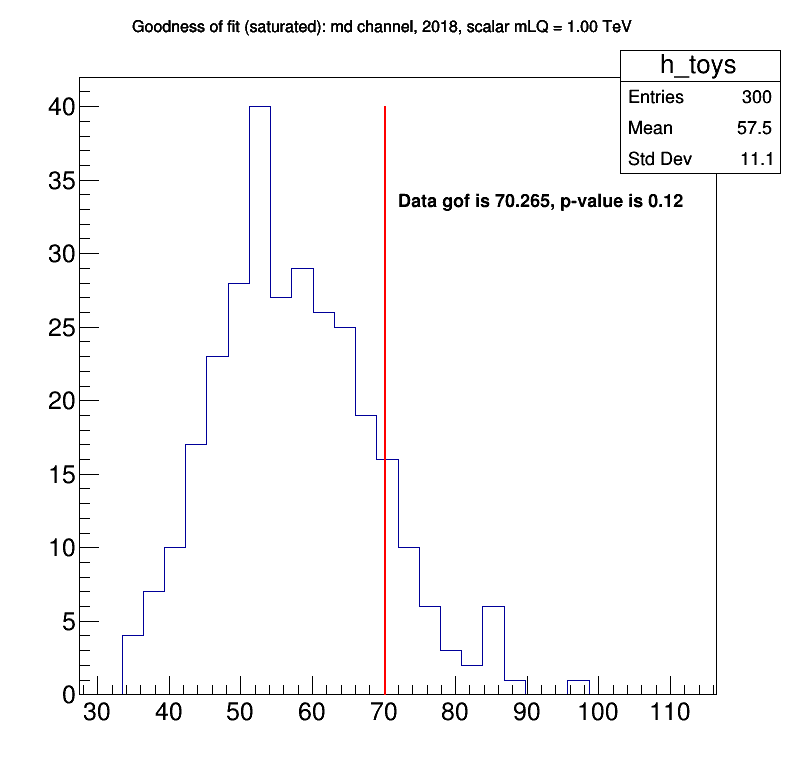 Goodness of fit (saturated): md channel, 2018, scalar mLQ = 1.00 TeV
h_toys
Entries 300
Mean 57.5
Std Dev 11.1
Data gof is 70.265, p-value is 0.12
40
35
30
25
20
15
10
5
0
30 40 50 60 70 80 90 100 110